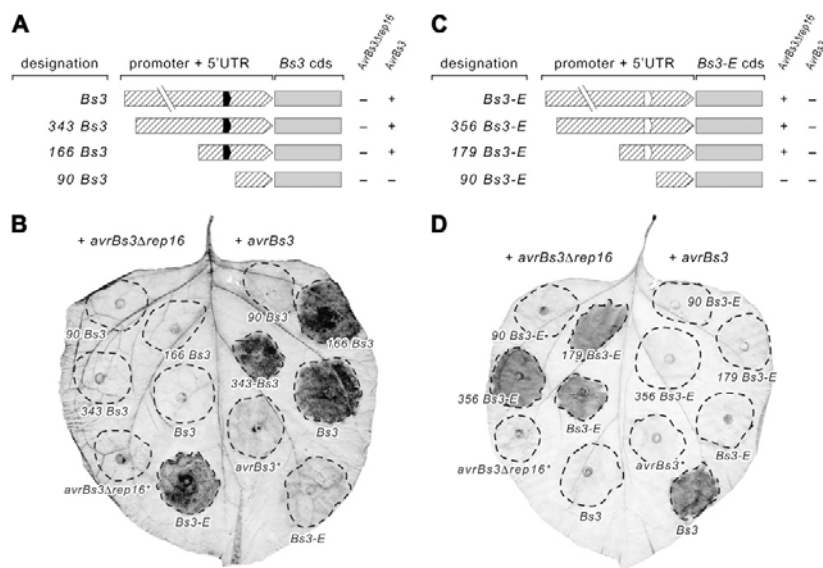 A
designation
promoter + 5'UTR
Bs3 cds
AvrBs3Δrep16
AvrBs3
Bs3
– +
343 Bs3
– +
166 Bs3
– +
90 Bs3
– –
C
designation
promoter + 5'UTR
Bs3-E cds
AvrBs3Δrep16
AvrBs3
Bs3-E
+ –
356 Bs3-E
+ –
179 Bs3-E
+ –
90 Bs3-E
– –
B
+ avrBs3Δrep16
+ avrBs3
90 Bs3
90 Bs3
166 Bs3
166 Bs3
343 Bs3
343-Bs3
Bs3
Bs3
avrBs3Δrep16*
avrBs3*
Bs3-E
Bs3-E
D
+ avrBs3Δrep16
+ avrBs3
90 Bs3-E
90 Bs3-E
179 Bs3-E
179 Bs3-E
356 Bs3-E
356 Bs3-E
Bs3-E
Bs3-E
avrBs3Δrep16*
avrBs3*
Bs3
Bs3